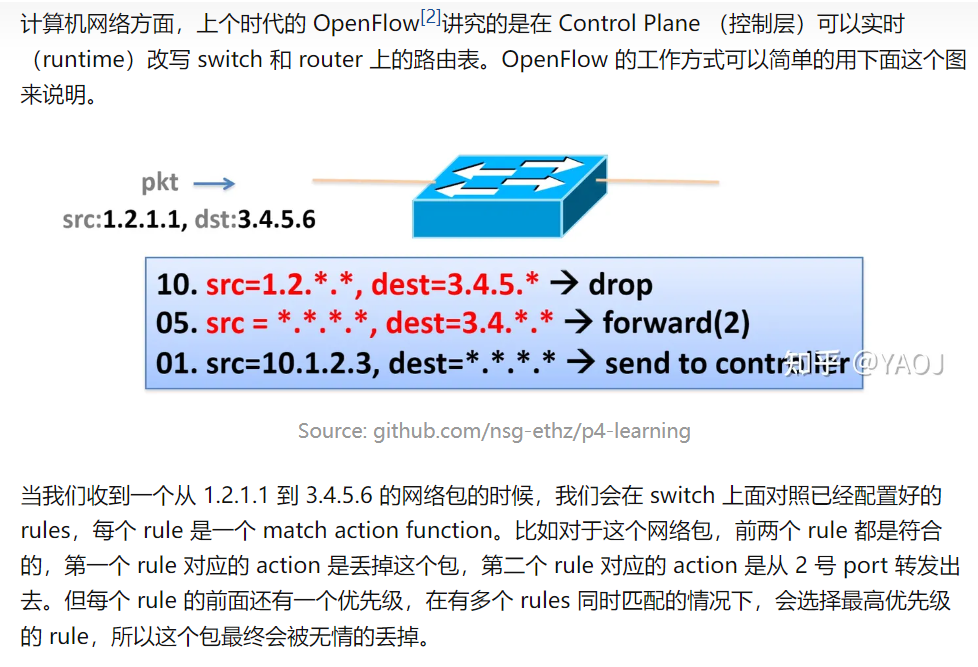 计算机网络方面，上个时代的 OpenFlow[2]讲究的是在 Control Plane （控制层）可以实时
（runtime）改写 switch 和 router 上的路由表。OpenFlow 的工作方式可以简单的用下面这个图
来说明。
pkt →
src:1.2.1.1, dst:3.4.5.6
10. src=1.2.*.*, dest=3.4.5.* → drop
05. src = *.*.*.*, dest=3.4.*.* → forward(2)
01. src=10.1.2.3, dest=*.*.*.* → send to controller
知乎 @YAOJ
Source: github.com/nsg-ethz/p4-learning
当我们收到一个从 1.2.1.1 到 3.4.5.6 的网络包的时候，我们会在 switch 上面对照已经配置好的
rules，每个 rule 是一个 match action function。比如对于这个网络包，前两个 rule 都是符合
的，第一个 rule 对应的 action 是丢掉这个包，第二个 rule 对应的 action 是从 2 号 port 转发出
去。但每个 rule 的前面还有一个优先级，在有多个 rules 同时匹配的情况下，会选择最高优先级
的 rule，所以这个包最终会被无情的丢掉。